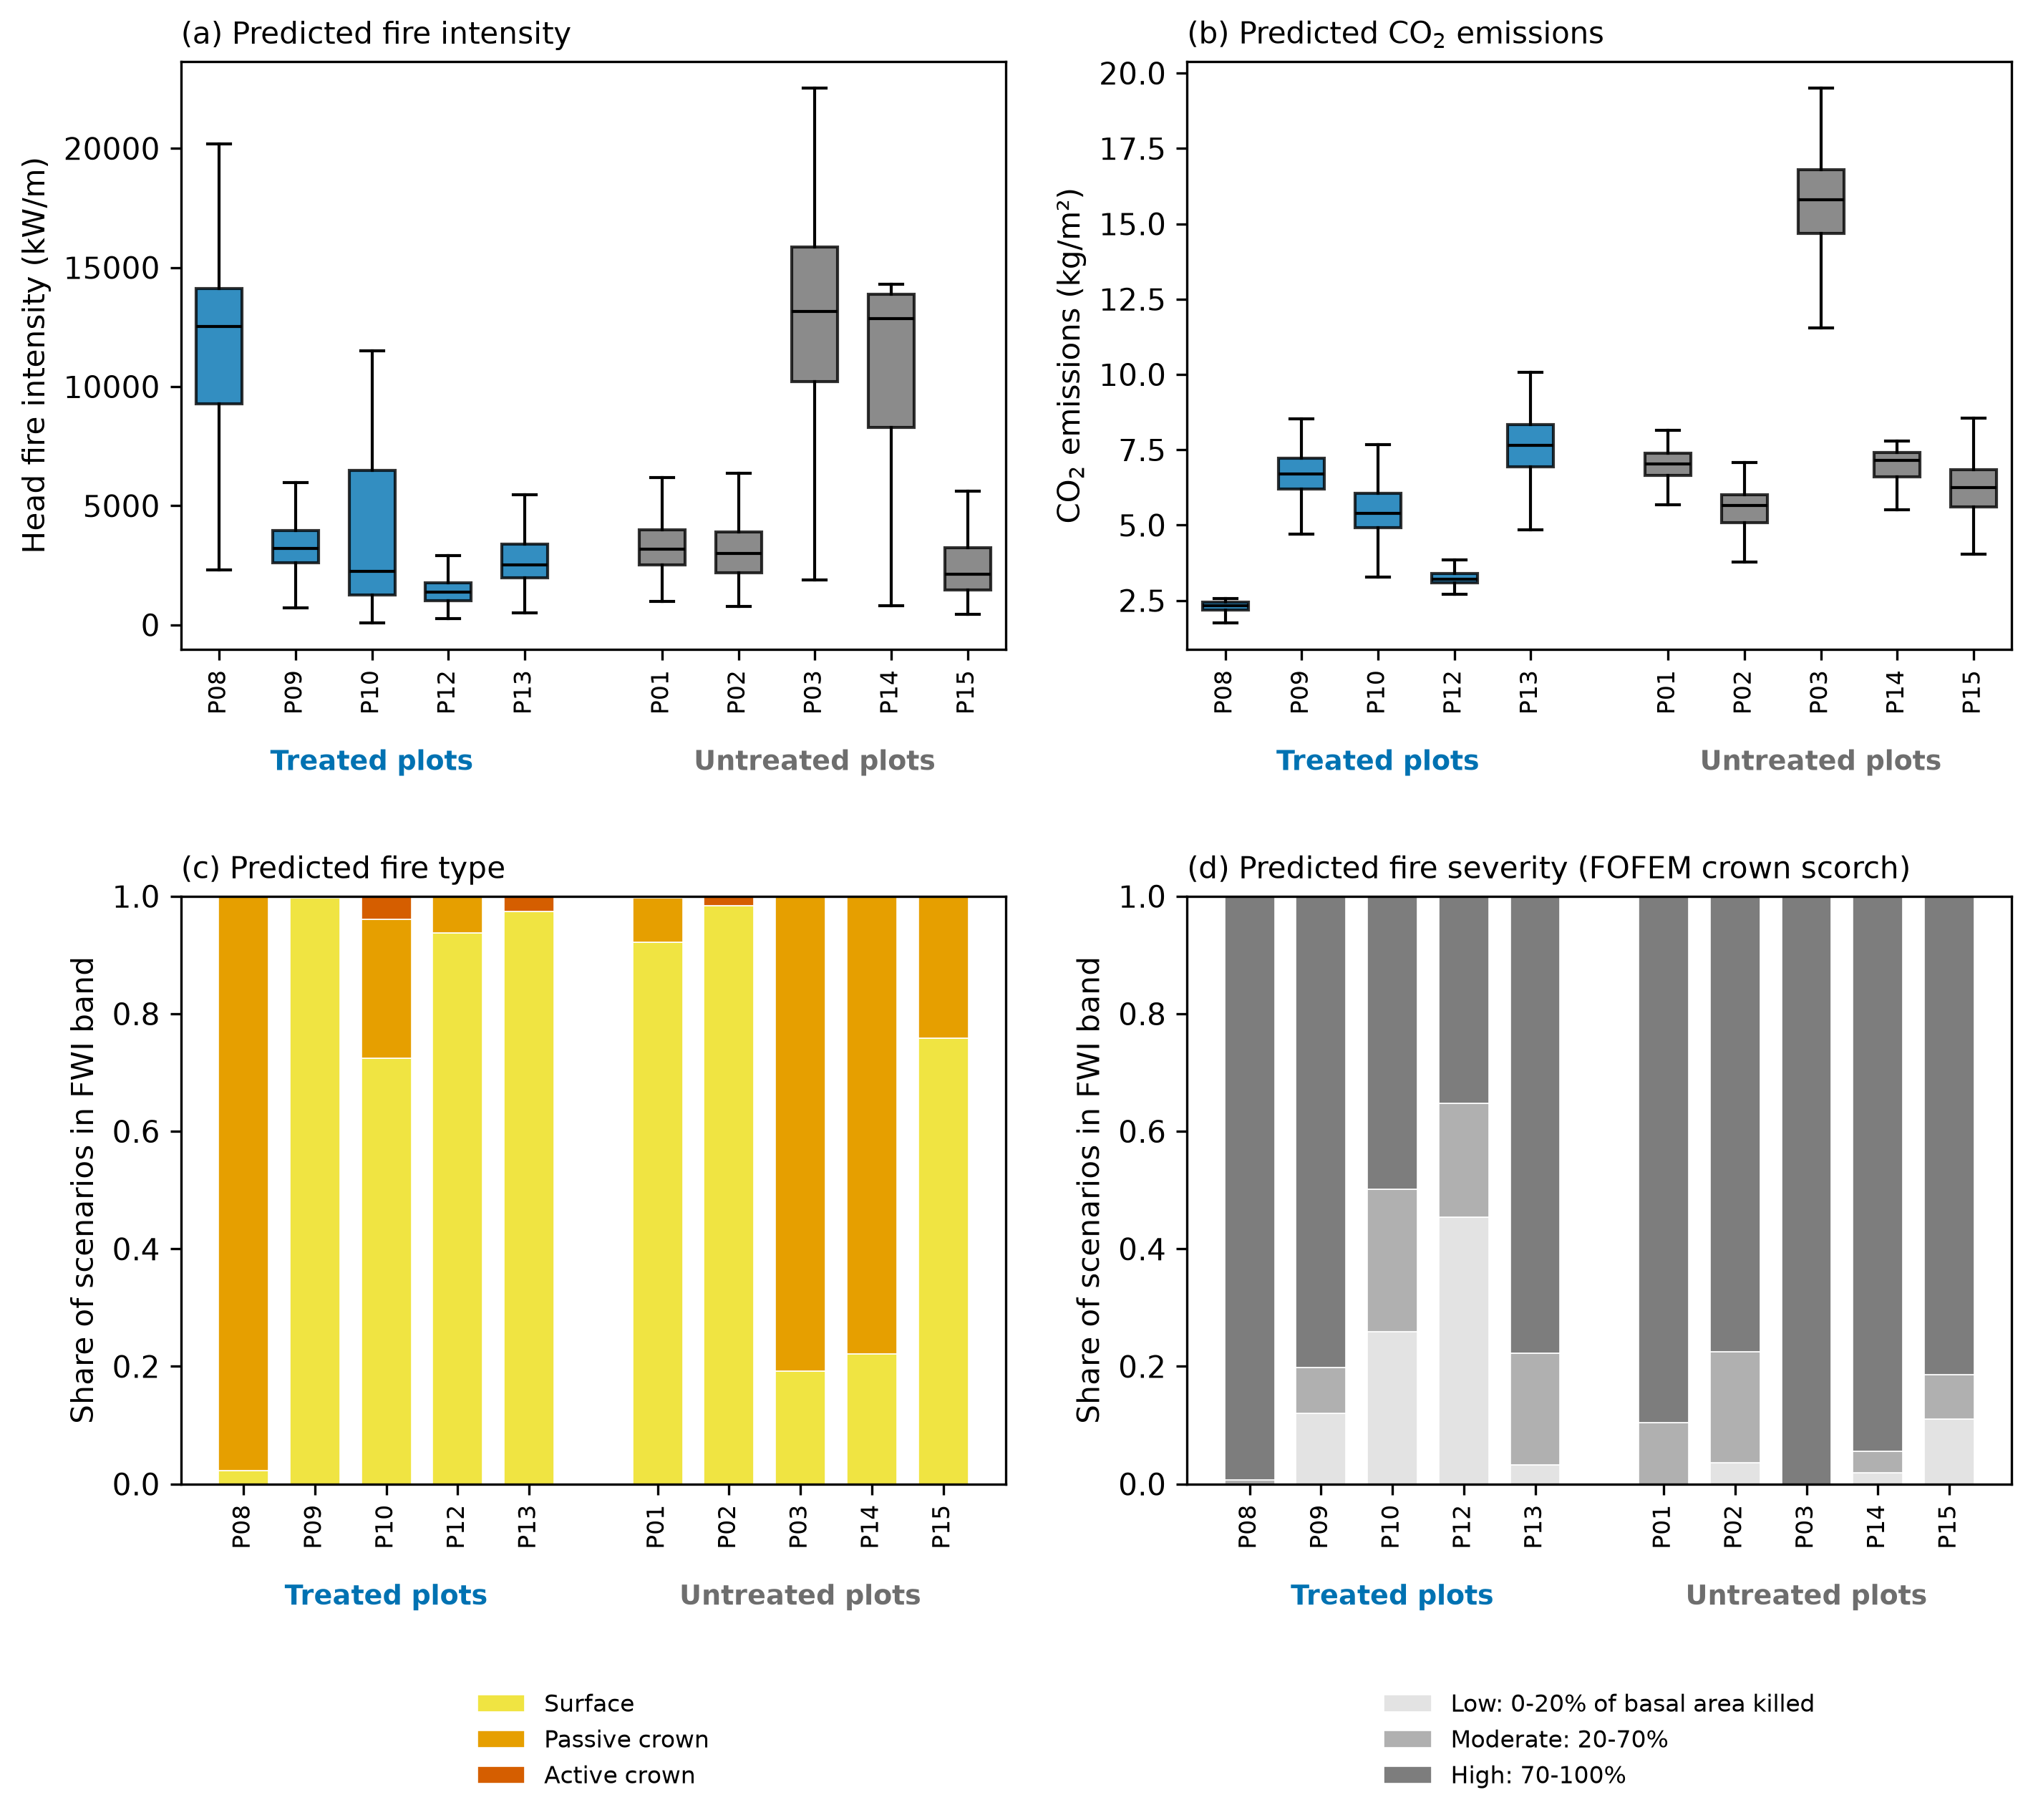 (a) Predicted fire intensity
Head fire intensity (kW/m)
20000
15000
10000
5000
0
P08 P09 P10 P12 P13 P01 P02 P03 P14 P15
Treated plots Untreated plots
(b) Predicted CO₂ emissions
CO₂ emissions (kg/m²)
20.0
17.5
15.0
12.5
10.0
7.5
5.0
2.5
P08 P09 P10 P12 P13 P01 P02 P03 P14 P15
Treated plots Untreated plots
(c) Predicted fire type
Share of scenarios in FWI band
1.0
0.8
0.6
0.4
0.2
0.0
P08 P09 P10 P12 P13 P01 P02 P03 P14 P15
Treated plots Untreated plots
Surface
Passive crown
Active crown
(d) Predicted fire severity (FOFEM crown scorch)
Share of scenarios in FWI band
1.0
0.8
0.6
0.4
0.2
0.0
P08 P09 P10 P12 P13 P01 P02 P03 P14 P15
Treated plots Untreated plots
Low: 0-20% of basal area killed
Moderate: 20-70%
High: 70-100%